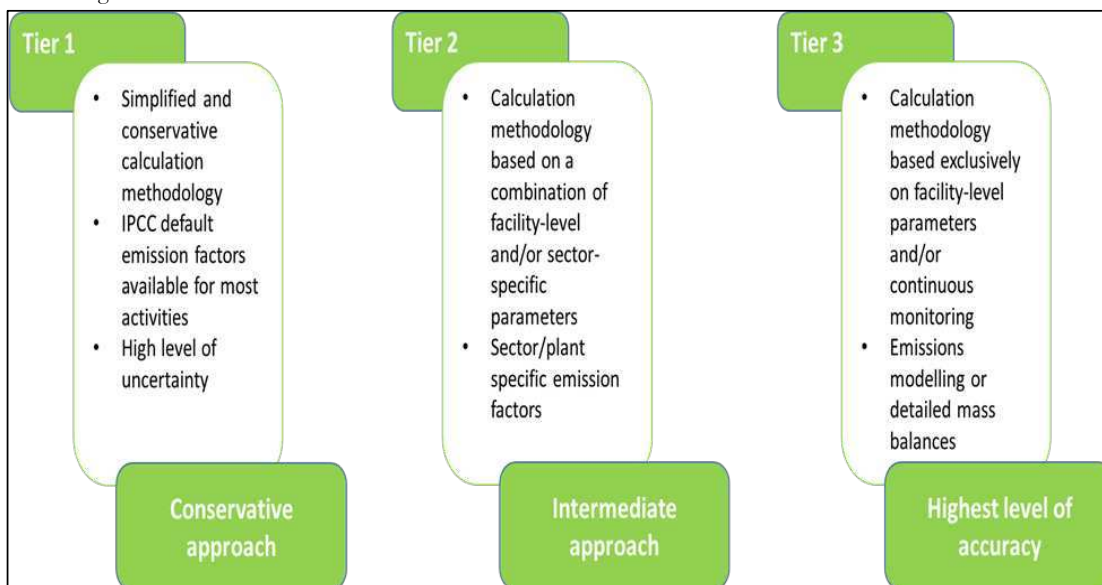 Tier 1
• Simplified and
conservative
calculation
methodology
• IPCC default
emission factors
available for most
activities
• High level of
uncertainty
Conservative
approach
Tier 2
• Calculation
methodology
based on a
combination of
facility-level
and/or sector-
specific
parameters
• Sector/plant
specific emission
factors
Intermediate
approach
Tier 3
• Calculation
methodology
based exclusively
on facility-level
parameters
and/or
continuous
monitoring
• Emissions
modelling or
detailed mass
balances
Highest level of
accuracy